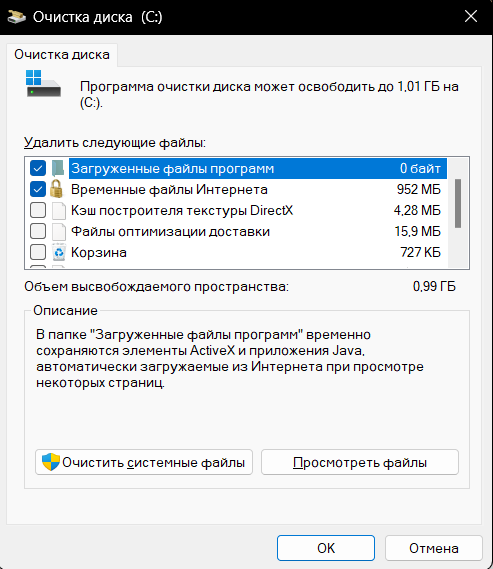 Очистка диска (C:)
Очистка диска
Программа очистки диска может освободить до 1,01 ГБ на
(C:).
Удалить следующие файлы:
Загруженные файлы программ 0 байт
Временные файлы Интернета 952 МБ
Кэш построителя текстуры DirectX 4,28 МБ
Файлы оптимизации доставки 15,9 МБ
Корзина 727 КБ
Объем высвобождаемого пространства: 0,99 ГБ
Описание
В папке "Загруженные файлы программ" временно
сохраняются элементы ActiveX и приложения Java,
автоматически загружаемые из Интернета при просмотре
некоторых страниц.
Очистить системные файлы
Просмотреть файлы
OK
Отмена